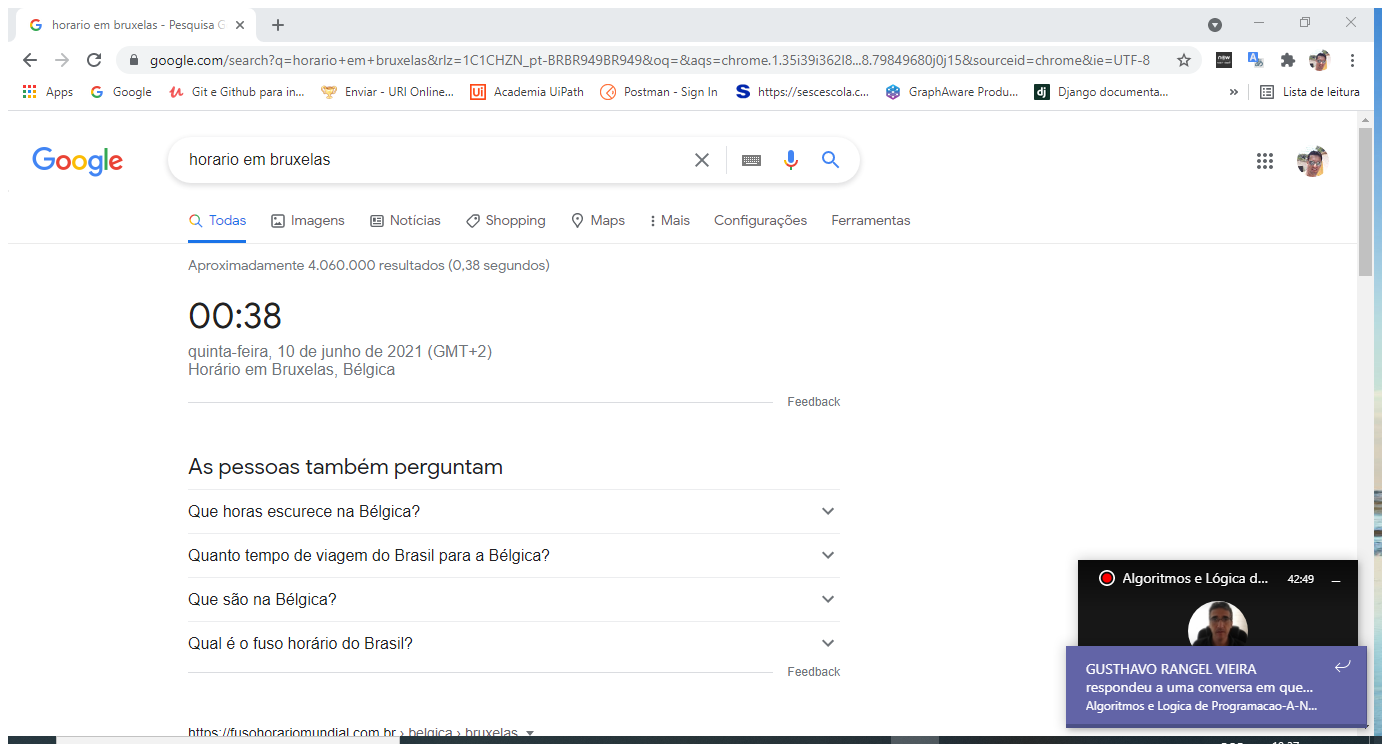 horario em bruxelas - Pesquisa G
google.com/search?q=horario+em+bruxelas&rlz=1C1CHZN_pt-BRBR949BR949&oq=&aqs=chrome.1.35i39i362l8...8.79849680j0j15&sourceid=chrome&ie=UTF-8
Apps Google Git e Github para in... Enviar - URI Online... Academia UiPath Postman - Sign In https://sescescola.c... GraphAware Produ... Django documenta... » Lista de leitura
Google horario em bruxelas
Todas Imagens Notícias Shopping Maps Mais Configurações Ferramentas
Aproximadamente 4.060.000 resultados (0,38 segundos)
00:38
quinta-feira, 10 de junho de 2021 (GMT+2)
Horário em Bruxelas, Bélgica
Feedback
As pessoas também perguntam
Que horas escurece na Bélgica?
Quanto tempo de viagem do Brasil para a Bélgica?
Que são na Bélgica?
Qual é o fuso horário do Brasil?
Feedback
https://fusohorariomundial.com.br › belgica › bruxelas
Algoritmos e Lógica d... 42:49
GUSTHAVO RANGEL VIEIRA
respondeu a uma conversa em que...
Algoritmos e Logica de Programacao-A-N...